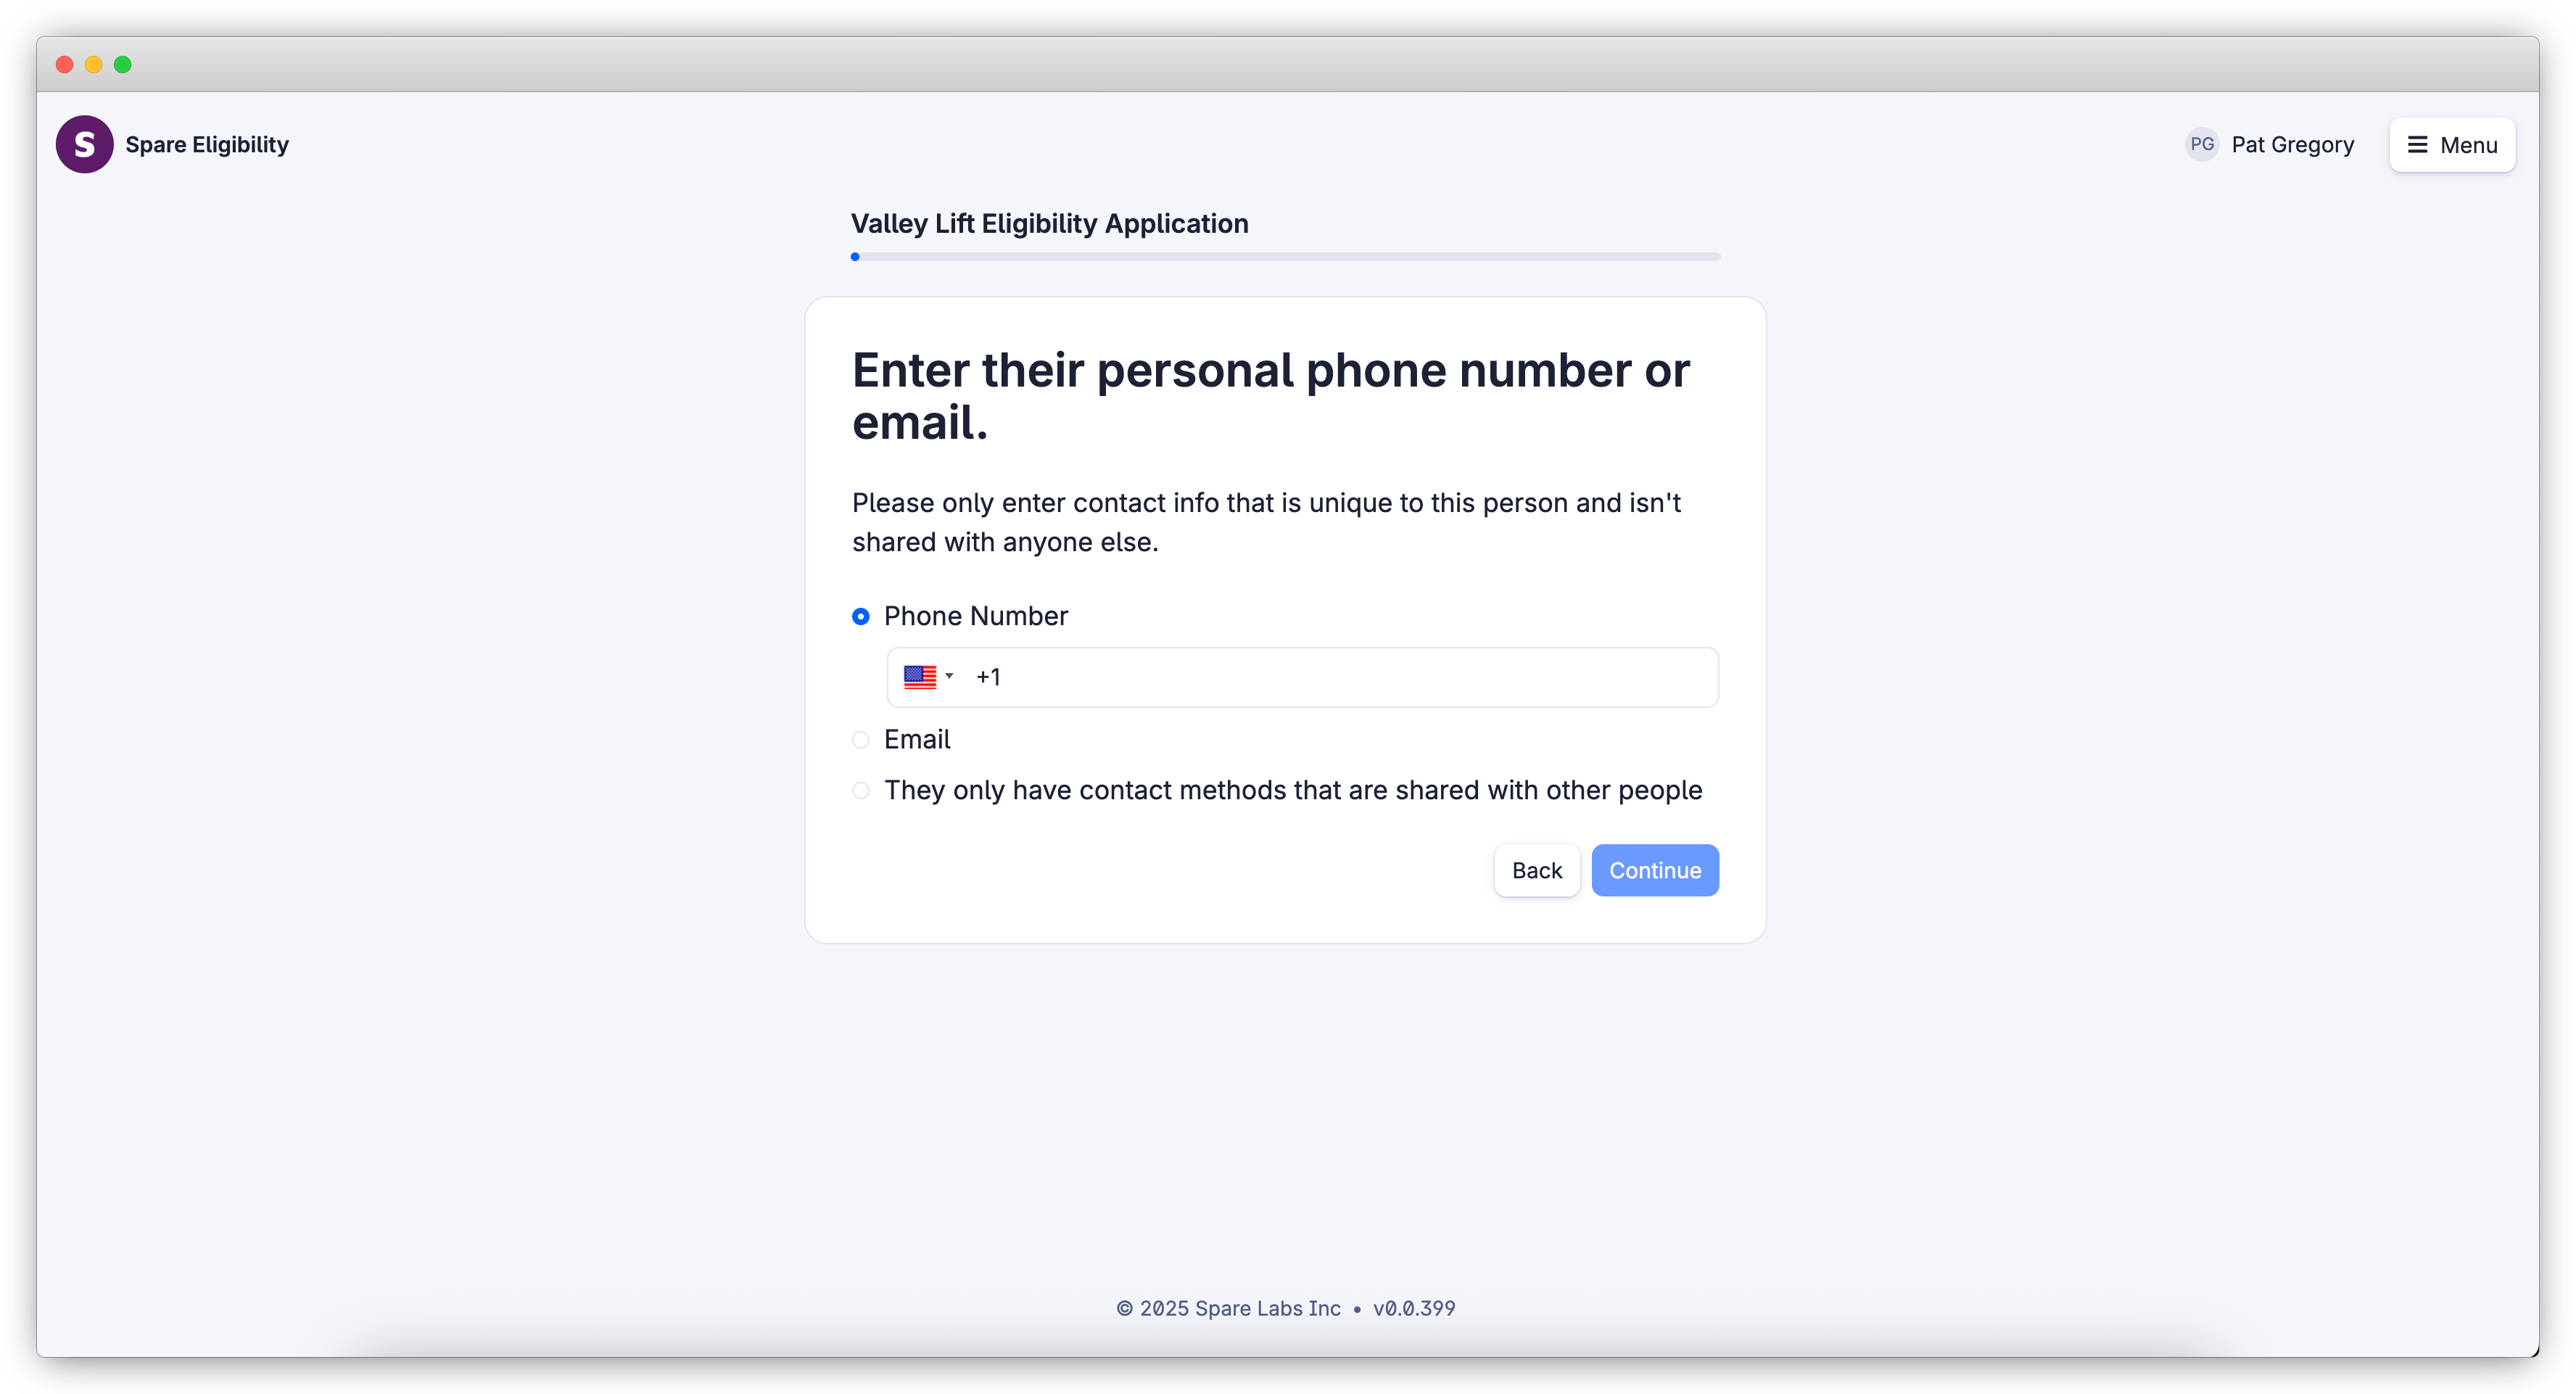 S
Spare Eligibility
PG
Pat Gregory
Menu
Valley Lift Eligibility Application
Enter their personal phone number or
email.
Please only enter contact info that is unique to this person and isn't
shared with anyone else.
Phone Number
+1
Email
They only have contact methods that are shared with other people
Back
Continue
© 2025 Spare Labs Inc • v0.0.399